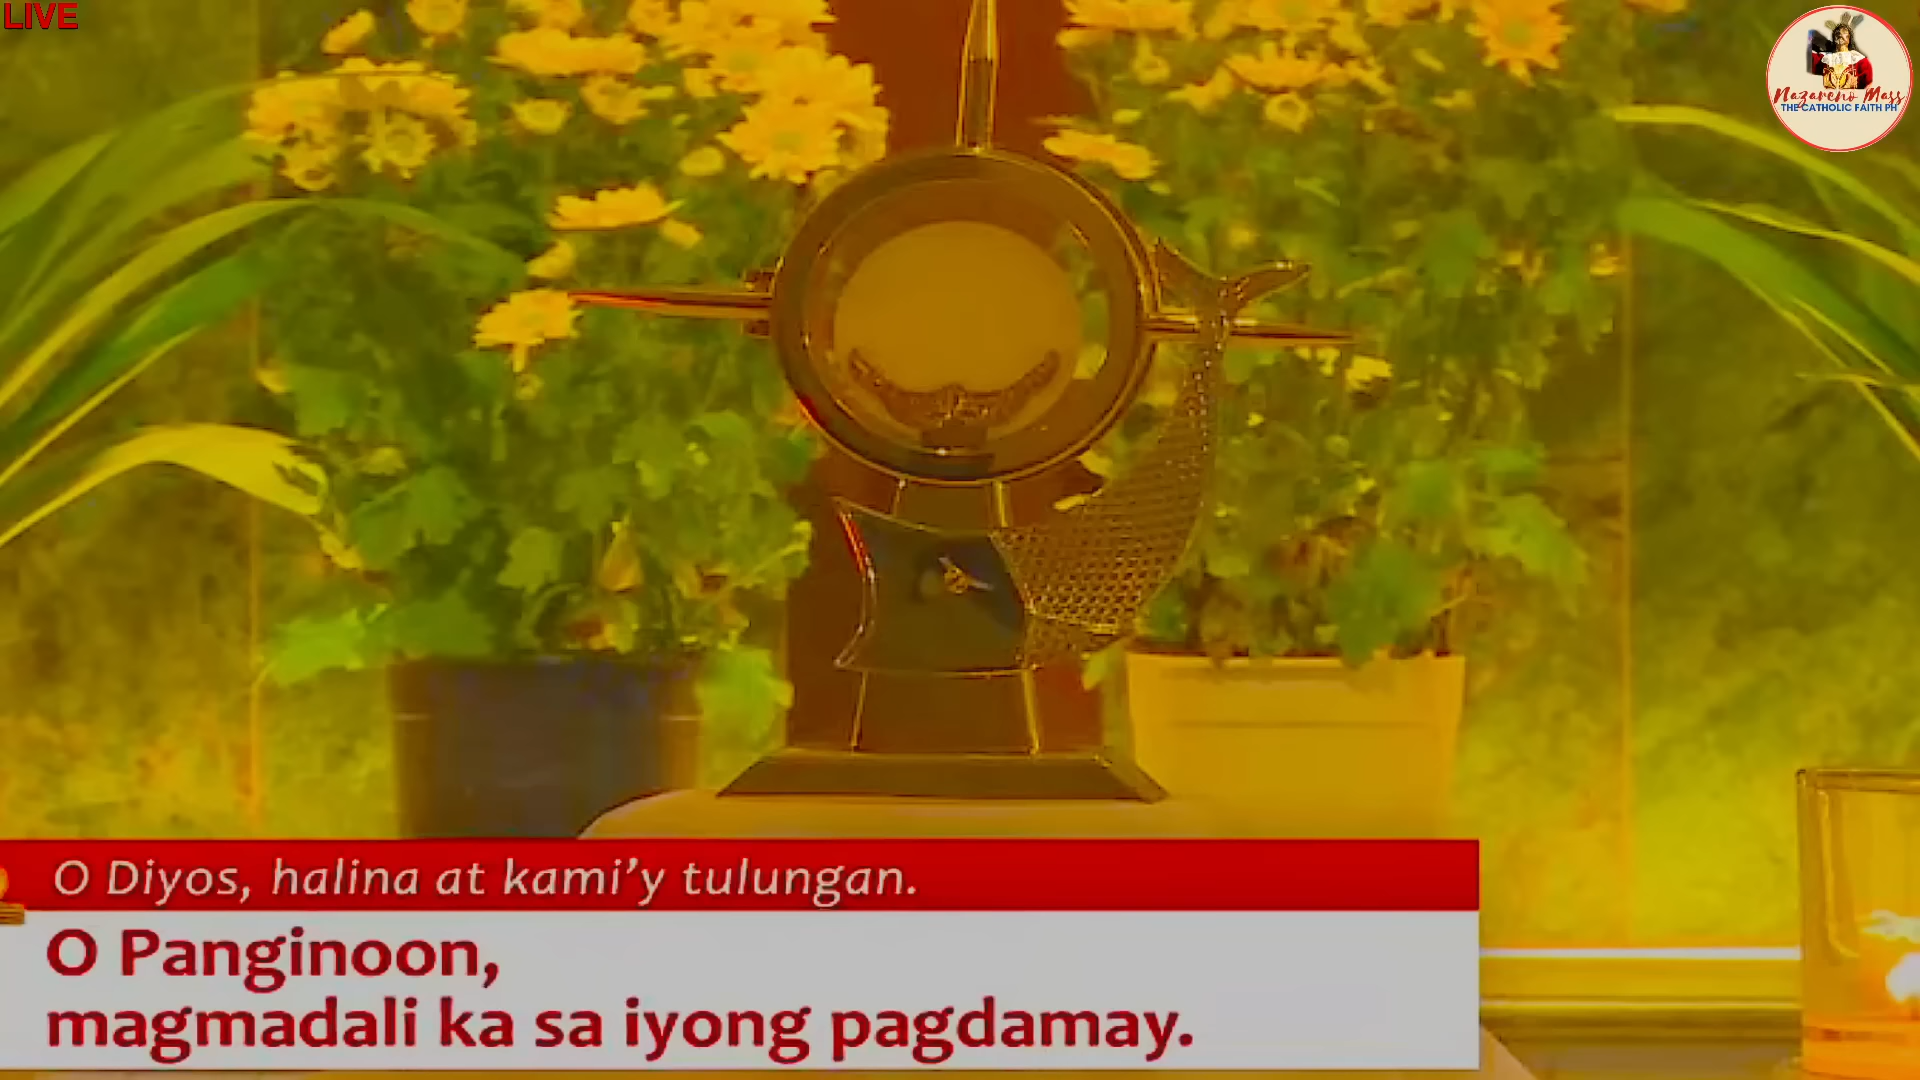 LIVE
Nazareno Mass
THE CATHOLIC FAITH PH
O Diyos, halina at kami’y tulungan.
O Panginoon,
magmadali ka sa iyong pagdamay.